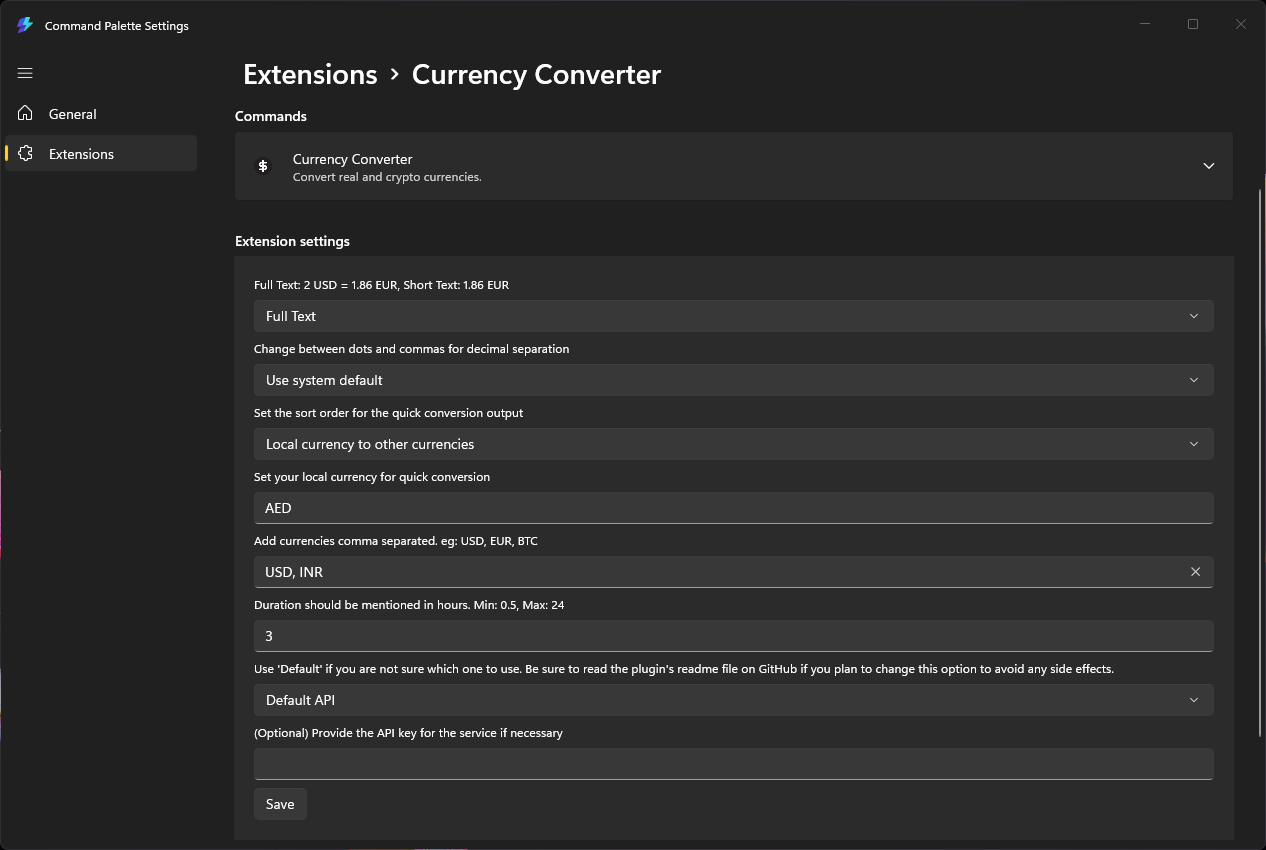 Command Palette Settings
General
Extensions
Extensions > Currency Converter
Commands
$
Currency Converter
Convert real and crypto currencies.
Extension settings
Full Text: 2 USD = 1.86 EUR, Short Text: 1.86 EUR
Full Text
Change between dots and commas for decimal separation
Use system default
Set the sort order for the quick conversion output
Local currency to other currencies
Set your local currency for quick conversion
AED
Add currencies comma separated. eg: USD, EUR, BTC
USD, INR
Duration should be mentioned in hours. Min: 0.5, Max: 24
3
Use 'Default' if you are not sure which one to use. Be sure to read the plugin's readme file on GitHub if you plan to change this option to avoid any side effects.
Default API
(Optional) Provide the API key for the service if necessary
Save